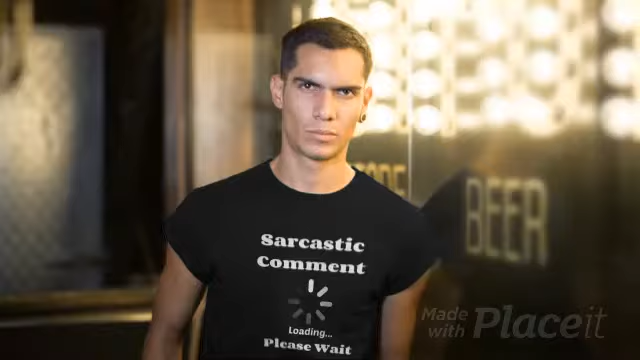 Sarcastic
Comment
Loading...
Please Wait
BEER
Made
with Placeit